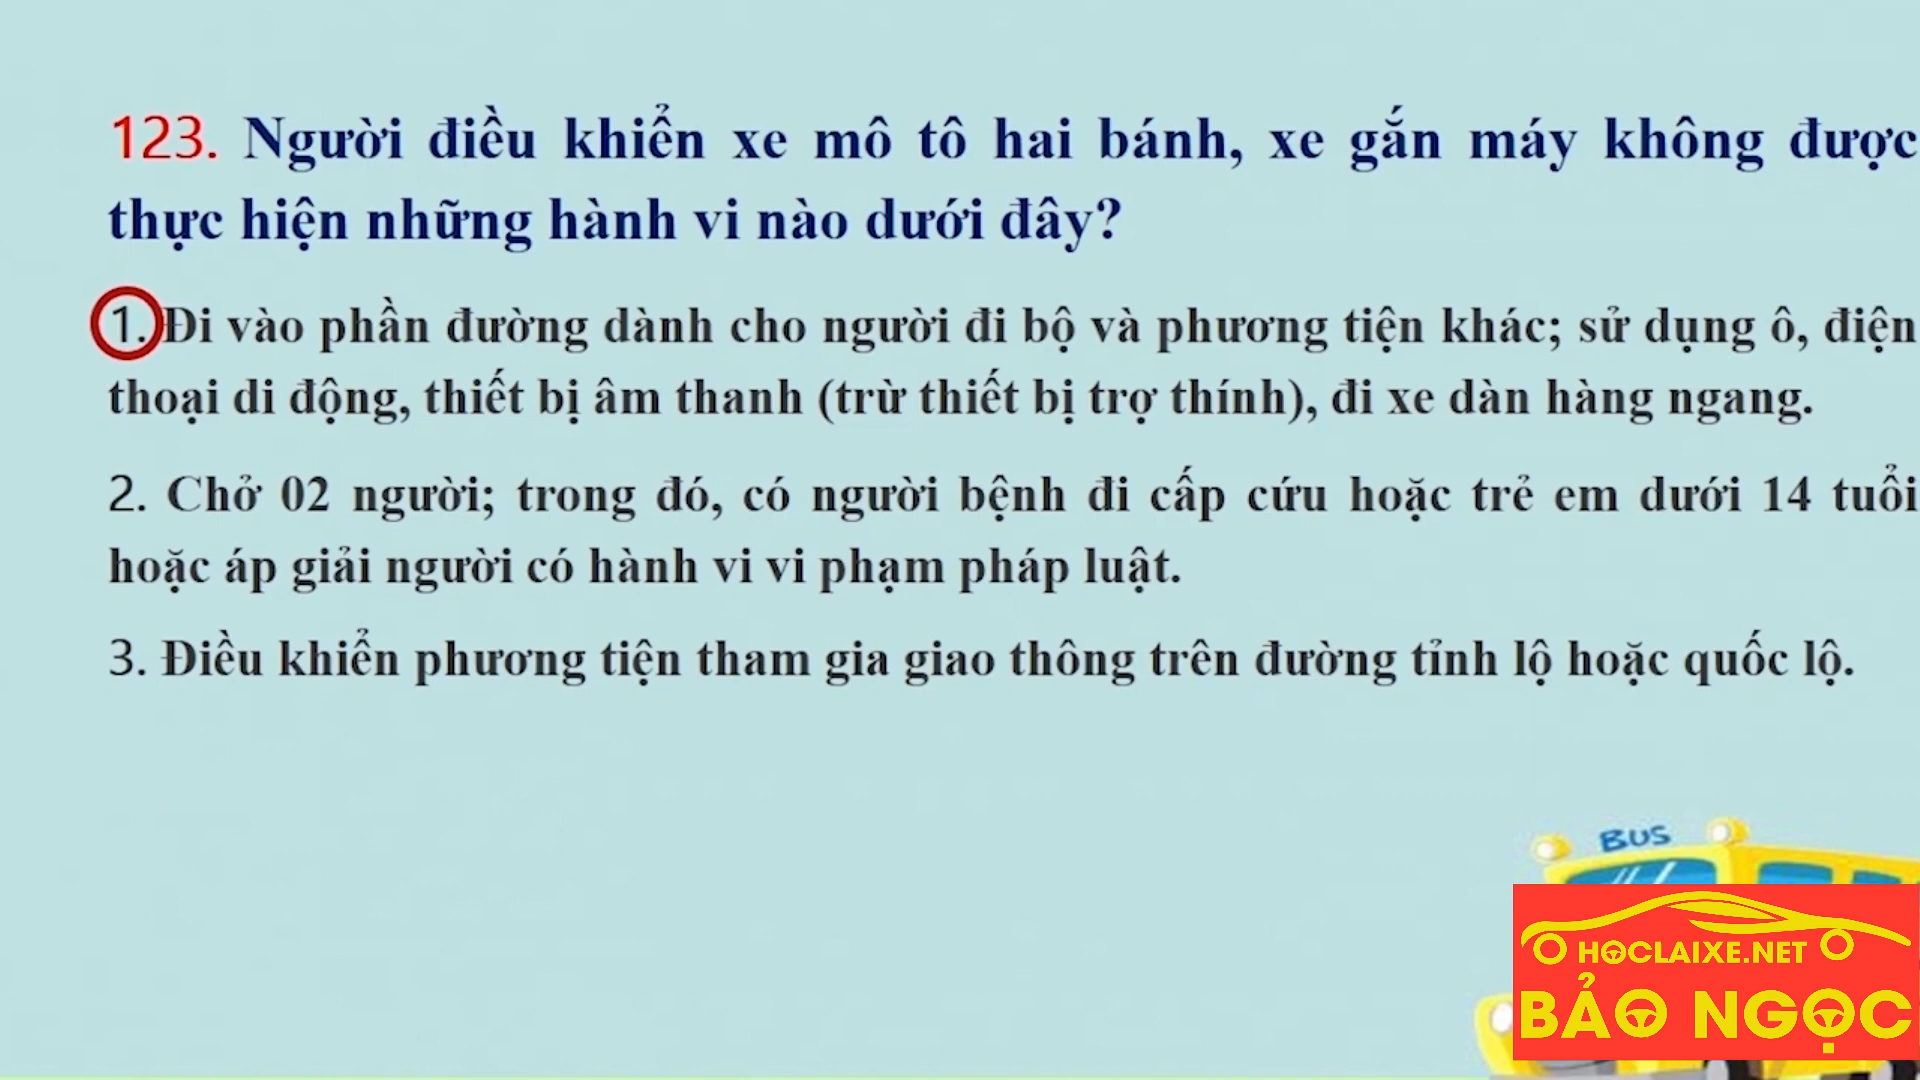 123. Người điều khiển xe mô tô hai bánh, xe gắn máy không được
thực hiện những hành vi nào dưới đây?
1. Đi vào phần đường dành cho người đi bộ và phương tiện khác; sử dụng ô, điện
thoại di động, thiết bị âm thanh (trừ thiết bị trợ thính), đi xe dàn hàng ngang.
2. Chở 02 người; trong đó, có người bệnh đi cấp cứu hoặc trẻ em dưới 14 tuổi
hoặc áp giải người có hành vi vi phạm pháp luật.
3. Điều khiển phương tiện tham gia giao thông trên đường tỉnh lộ hoặc quốc lộ.
BUS
HOCLAIXE.NET
BẢO NGỌC